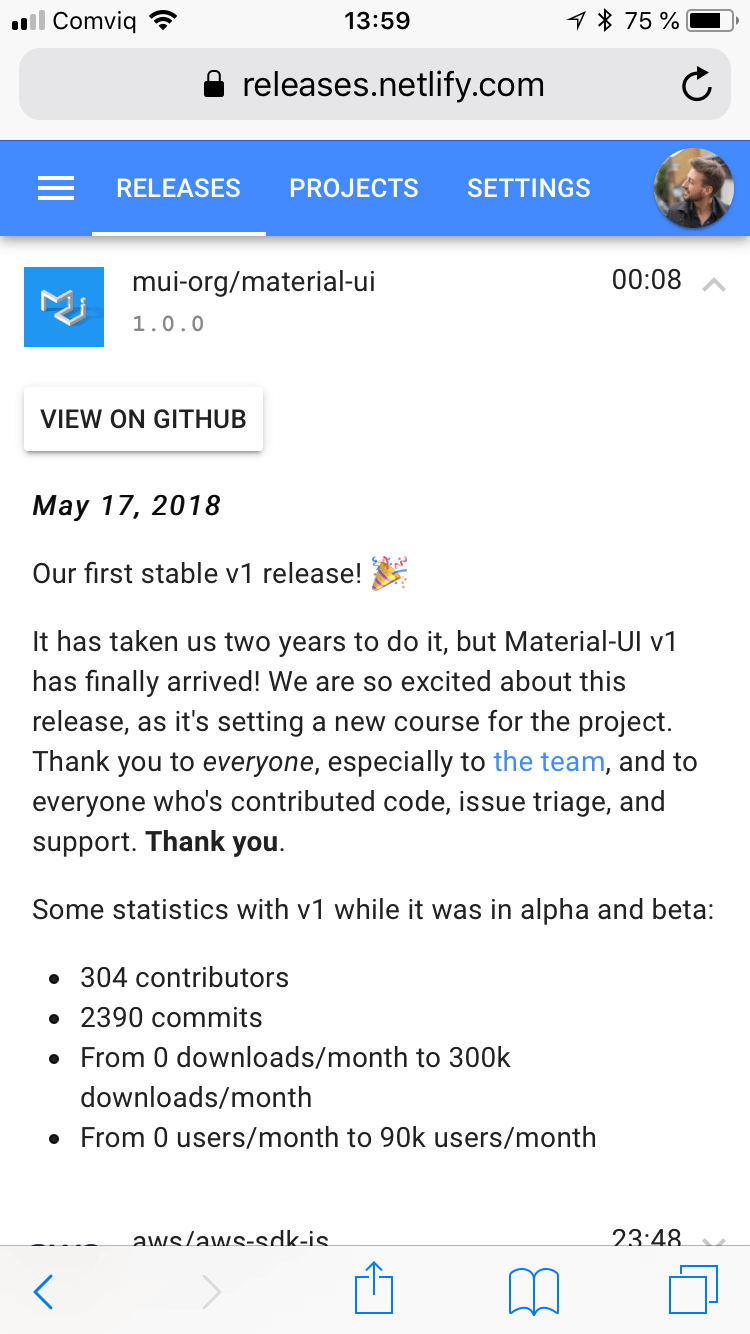 Comviq 13:59 75 %
releases.netlify.com
RELEASES PROJECTS SETTINGS
mui-org/material-ui 00:08
1.0.0
VIEW ON GITHUB
May 17, 2018
Our first stable v1 release! 🎉
It has taken us two years to do it, but Material-UI v1
has finally arrived! We are so excited about this
release, as it's setting a new course for the project.
Thank you to everyone, especially to the team, and to
everyone who's contributed code, issue triage, and
support. Thank you.
Some statistics with v1 while it was in alpha and beta:
• 304 contributors
• 2390 commits
• From 0 downloads/month to 300k
downloads/month
• From 0 users/month to 90k users/month
aws/aws-sdk-js 23:48